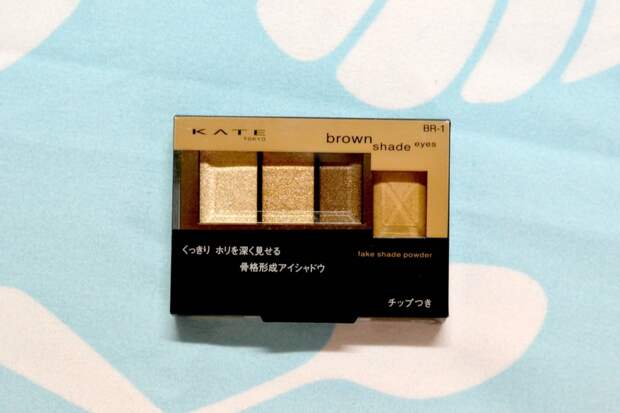 KATE
TOKYO
BR-1
brown shade eyes
くっきり ホリを深く見せる
骨格形成アイシャドウ
fake shade powder
チップつき